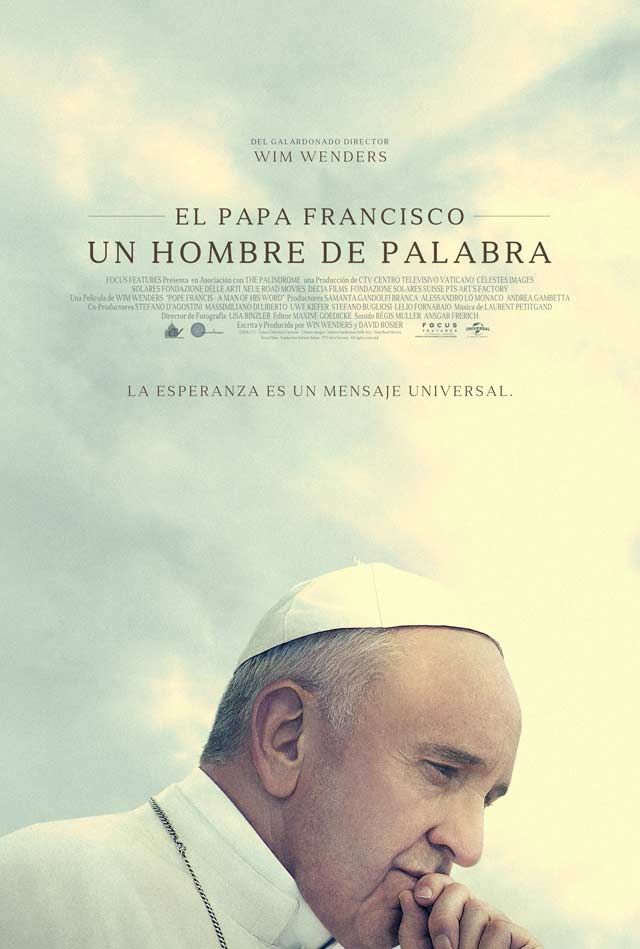 DEL GALARDONADO DIRECTOR
WIM WENDERS
EL PAPA FRANCISCO
UN HOMBRE DE PALABRA
FOCUS FEATURES Presenta en Asociación con THE PALINDROME una Producción de CTV-CENTRO TELEVISIVO VATICANO CÉLESTES IMAGES
SOLARES FONDAZIONE DELLE ARTI NEUE ROAD MOVIES DECIA FILMS FONDAZIONE SOLARES SUISSE PTS ART'S FACTORY
Una Película de WIM WENDERS "POPE FRANCIS - A MAN OF HIS WORD" Productores SAMANTA GANDOLFI BRANCA ALESSANDRO LO MONACO ANDREA GAMBETTA
Co-Productores STEFANO D'AGOSTINI MASSIMILIANO DI LIBERTO UWE KIEFER STEFANO BUGLIOSI LELIO FORNABAIO Música de LAURENT PETITGAND
Director de Fotografía LISA RINZLER Editor MAXINE GOEDICKE Sonido RÉGIS MULLER ANSGAR FRERICH
Escrita y Producida por WIN WENDERS y DAVID ROSIER
CTV
FOCUS
FEATURES
UNIVERSAL
LA ESPERANZA ES UN MENSAJE UNIVERSAL.